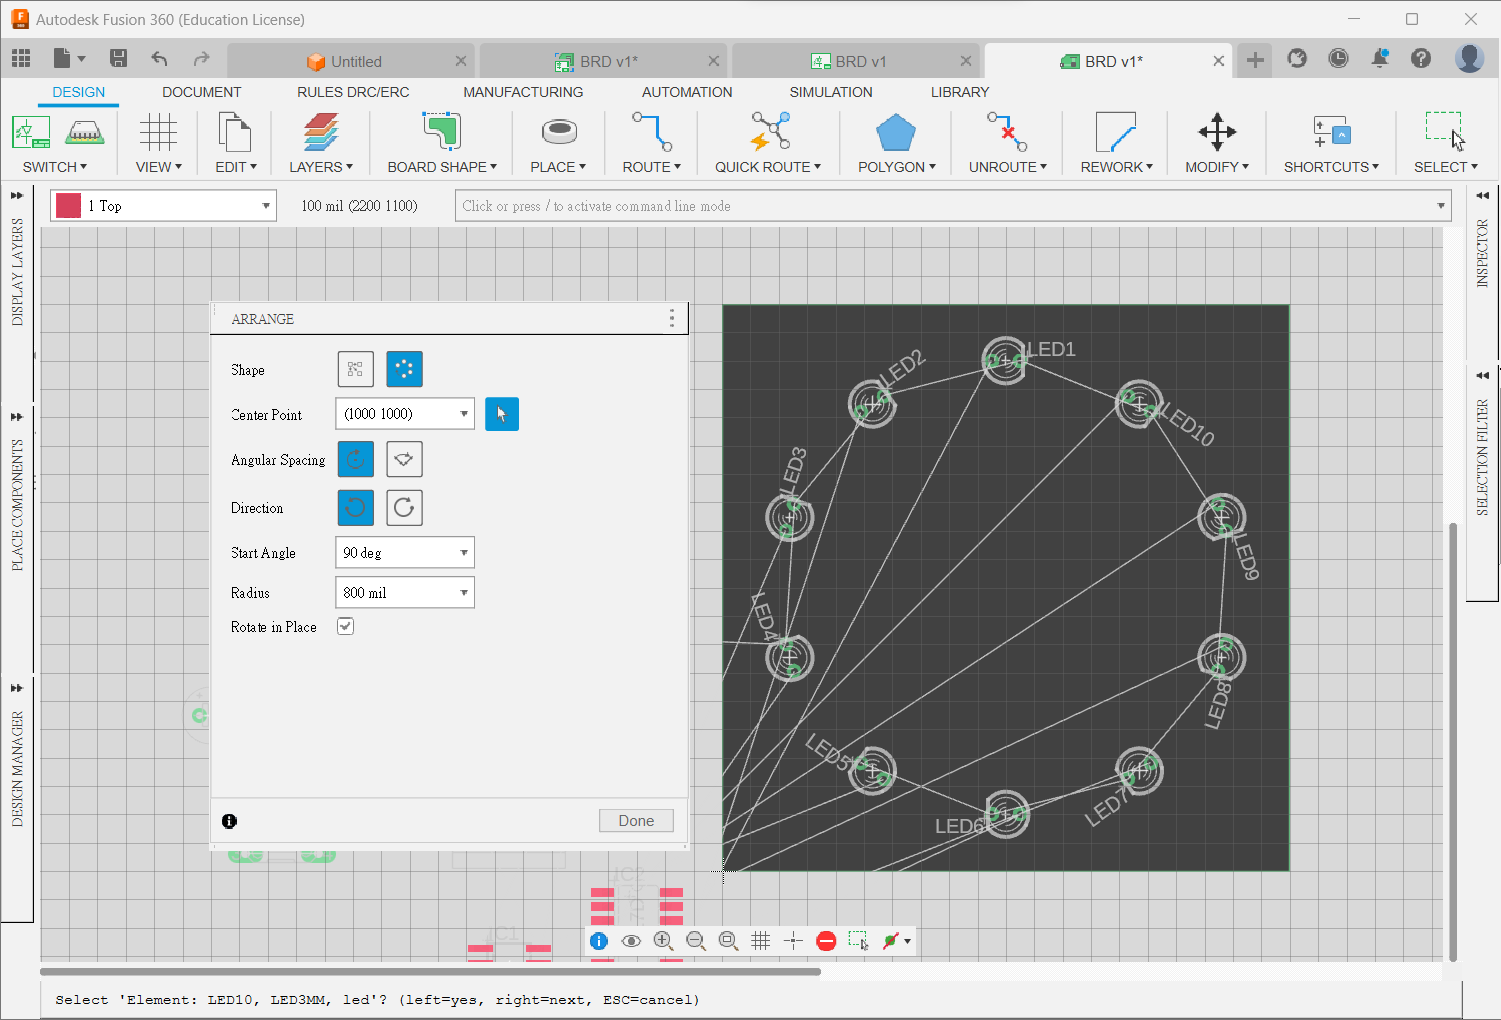 Autodesk Fusion 360 (Education License)
Untitled
BRD v1*
BRD v1
BRD v1*
DESIGN
DOCUMENT
RULES DRC/ERC
MANUFACTURING
AUTOMATION
SIMULATION
LIBRARY
SWITCH
VIEW
EDIT
LAYERS
BOARD SHAPE
PLACE
ROUTE
QUICK ROUTE
POLYGON
UNROUTE
REWORK
MODIFY
SHORTCUTS
SELECT
1 Top
100 mil (2200 1100)
Click or press / to activate command line mode
DISPLAY LAYERS
PLACE COMPONENTS
DESIGN MANAGER
INSPECTOR
SELECTION FILTER
ARRANGE
Shape
Center Point
(1000 1000)
Angular Spacing
Direction
Start Angle
90 deg
Radius
800 mil
Rotate in Place
Done
LED1
LED2
LED3
LED4
LED5
LED6
LED7
LED8
LED9
LED10
IC2
IC1
Select 'Element: LED10, LED3MM, led'? (left=yes, right=next, ESC=cancel)